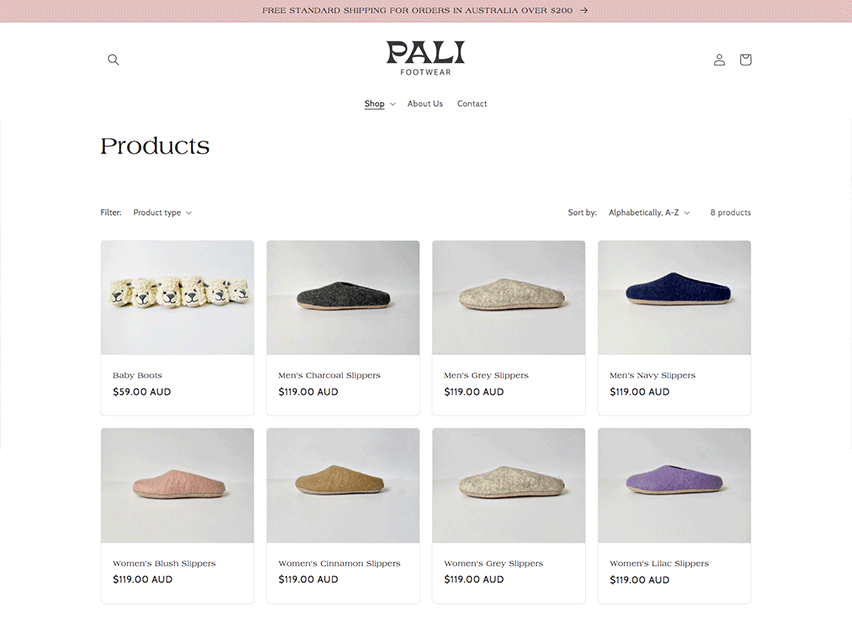 FREE STANDARD SHIPPING FOR ORDERS IN AUSTRALIA OVER $200 →
PALI
FOOTWEAR
Shop About Us Contact
Products
Filter: Product type Sort by: Alphabetically, A-Z 8 products
Baby Boots Men's Charcoal Slippers Men's Grey Slippers Men's Navy Slippers
$59.00 AUD $119.00 AUD $119.00 AUD $119.00 AUD
Women's Blush Slippers Women's Cinnamon Slippers Women's Grey Slippers Women's Lilac Slippers
$119.00 AUD $119.00 AUD $119.00 AUD $119.00 AUD